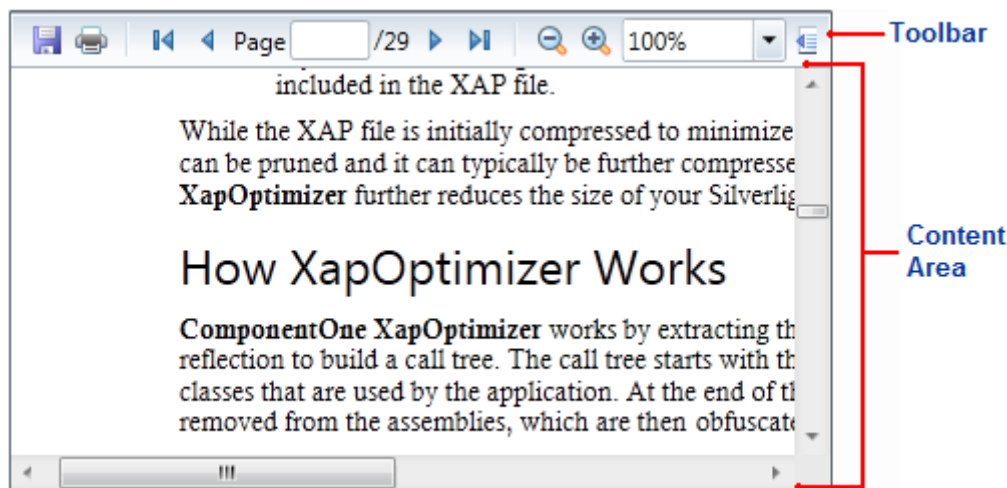 Page /29 100%
Toolbar
included in the XAP file.
While the XAP file is initially compressed to minimize
can be pruned and it can typically be further compresse
XapOptimizer further reduces the size of your Silverlig
Content
Area
How XapOptimizer Works
ComponentOne XapOptimizer works by extracting th
reflection to build a call tree. The call tree starts with th
classes that are used by the application. At the end of th
removed from the assemblies, which are then obfuscate